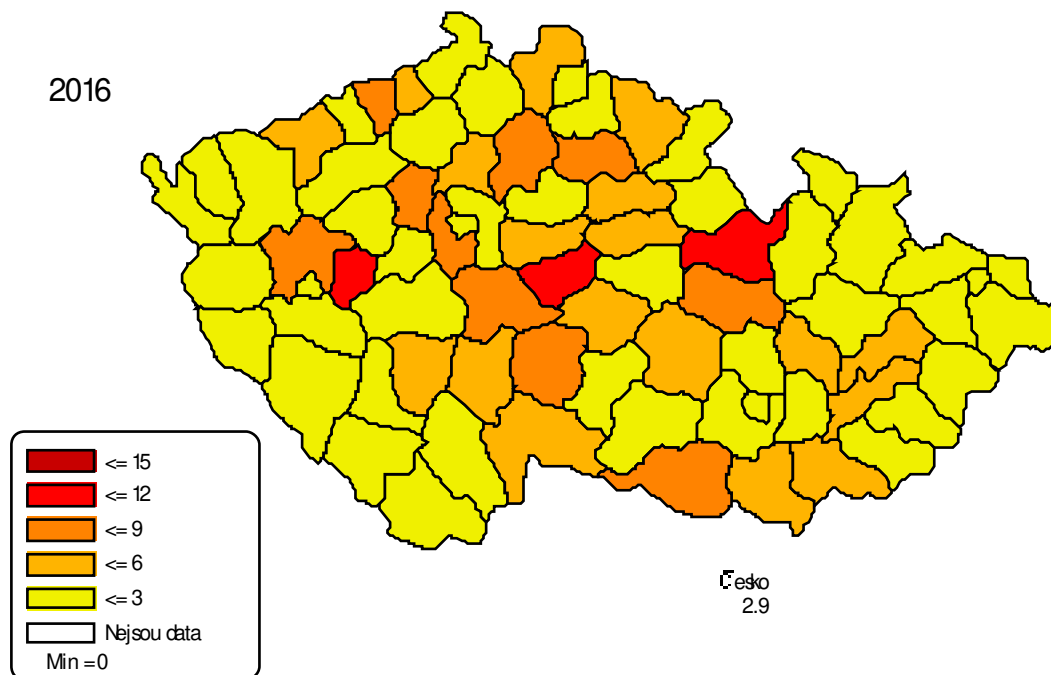 2016
<= 15
<= 12
<= 9
<= 6
<= 3
Nejsou data
Min = 0
Česko
2.9